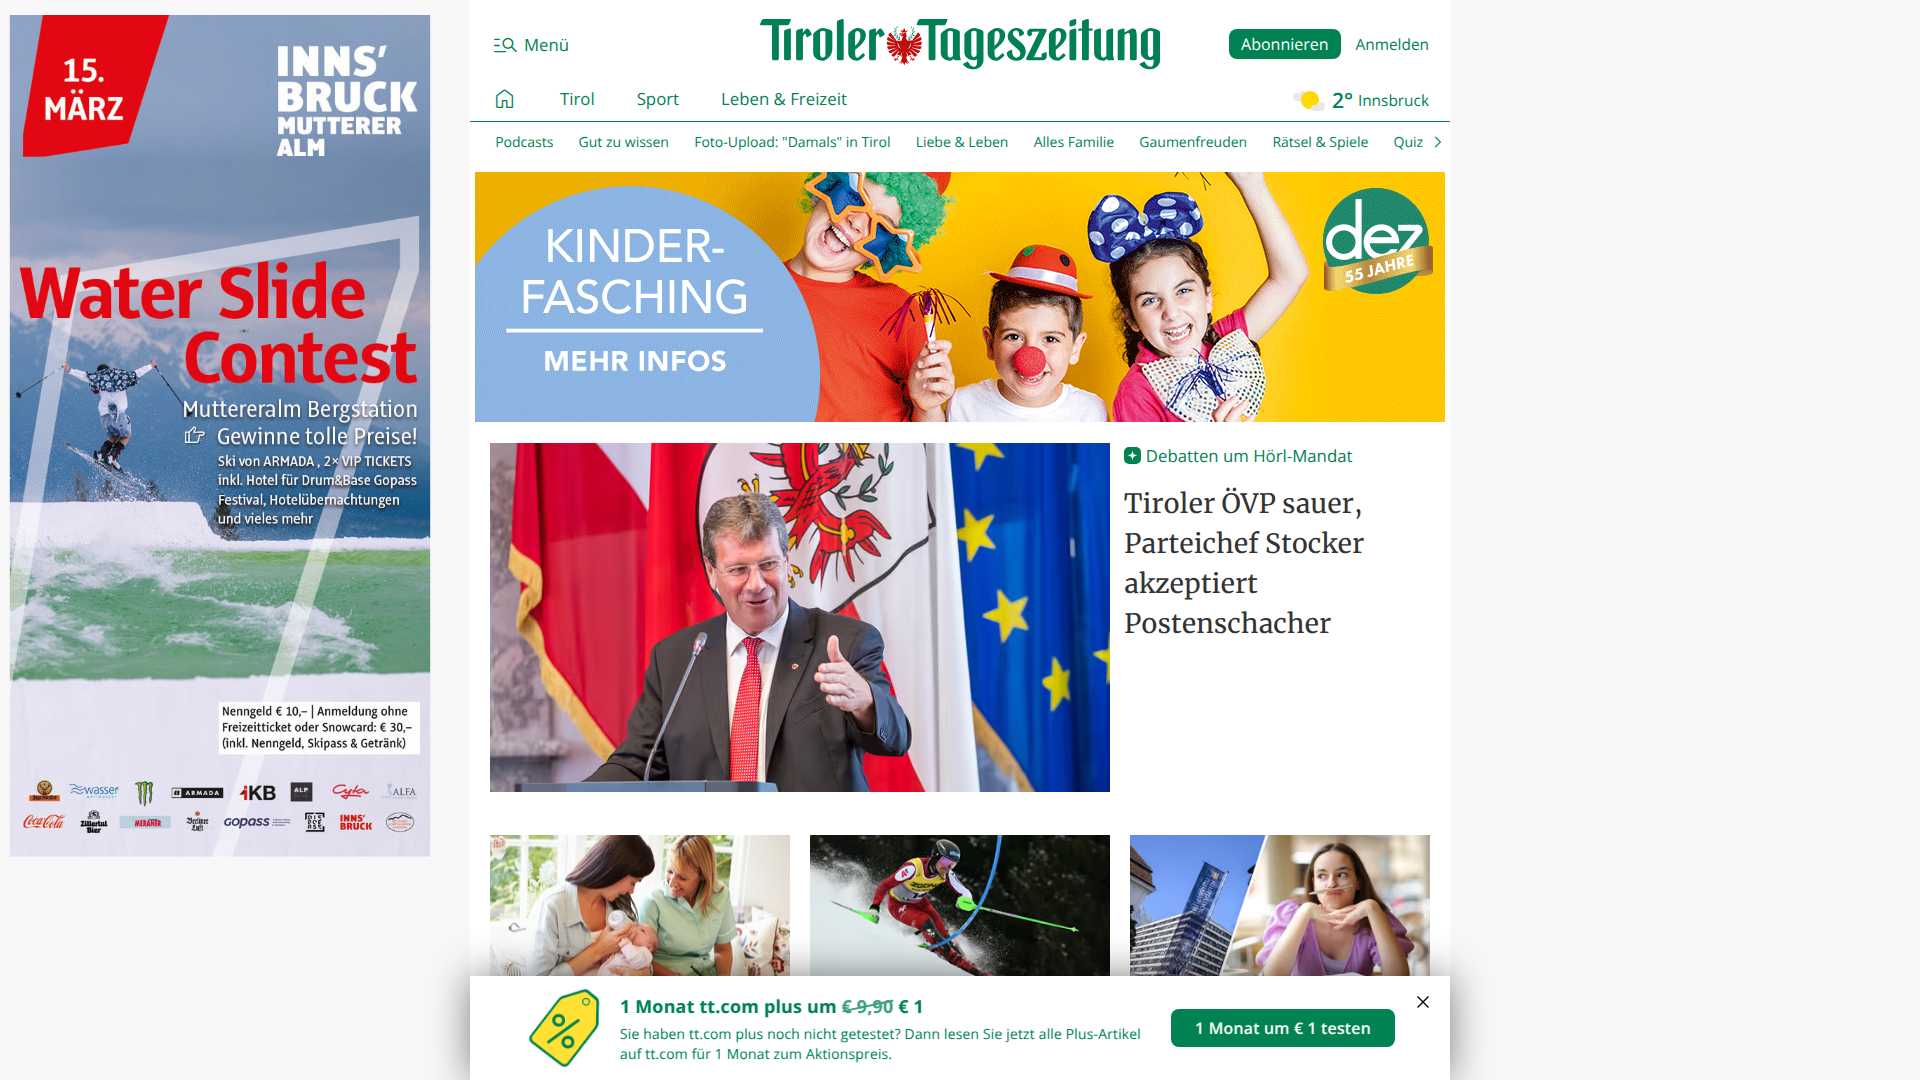 15.
MÄRZ
INNS'
BRUCK
MUTTERER
ALM
Water Slide
Contest
Muttereralm Bergstation
Gewinne tolle Preise!
Ski von ARMADA , 2× VIP TICKETS
inkl. Hotel für Drum&Base Gopass
Festival, Hotelübernachtungen
und vieles mehr
Nenngeld € 10,– | Anmeldung ohne
Freizeitticket oder Snowcard: € 30,–
(inkl. Nenngeld, Skipass & Getränk)
wasser ARMADA iKB ALP Cyta ALFA
Coca-Cola Zillertal Bier MERANER Berliner Luft GOPASS INNS' BRUCK
Menü
Tiroler Tageszeitung
Abonnieren
Anmelden
Tirol
Sport
Leben & Freizeit
2° Innsbruck
Podcasts
Gut zu wissen
Foto-Upload: "Damals" in Tirol
Liebe & Leben
Alles Familie
Gaumenfreuden
Rätsel & Spiele
Quiz
KINDER-
FASCHING
MEHR INFOS
dez
55 JAHRE
Debatten um Hörl-Mandat
Tiroler ÖVP sauer,
Parteichef Stocker
akzeptiert
Postenschacher
1 Monat tt.com plus um € 9,90 € 1
Sie haben tt.com plus noch nicht getestet? Dann lesen Sie jetzt alle Plus-Artikel
auf tt.com für 1 Monat zum Aktionspreis.
1 Monat um € 1 testen